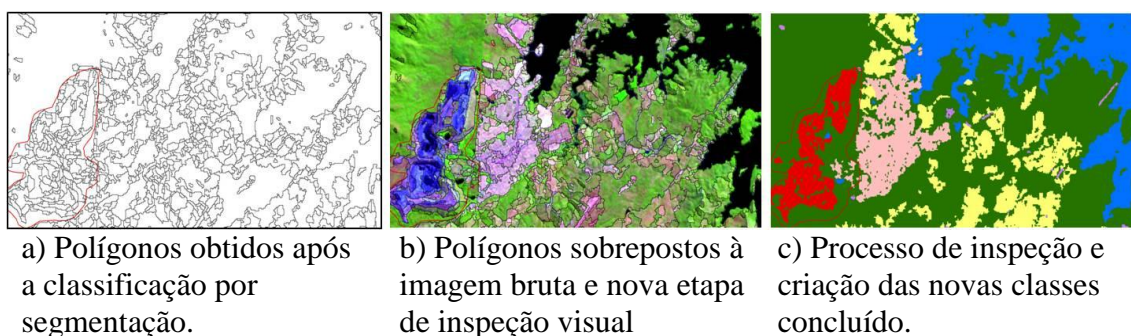 a) Polígonos obtidos após
a classificação por
segmentação.
b) Polígonos sobrepostos à
imagem bruta e nova etapa
de inspeção visual
c) Processo de inspeção e
criação das novas classes
concluído.